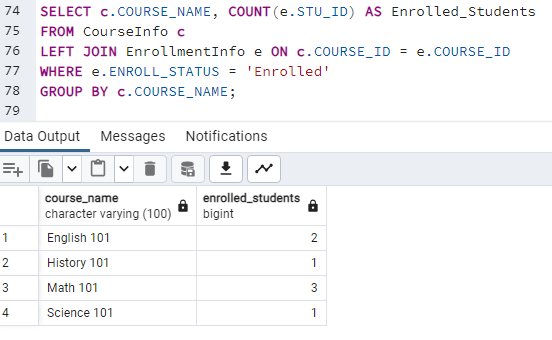 74 SELECT c.COURSE_NAME, COUNT(e.STU_ID) AS Enrolled_Students
75 FROM CourseInfo c
76 LEFT JOIN EnrollmentInfo e ON c.COURSE_ID = e.COURSE_ID
77 WHERE e.ENROLL_STATUS = 'Enrolled'
78 GROUP BY c.COURSE_NAME;
79
Data Output Messages Notifications
course_name enrolled_students
character varying (100) bigint
1 English 101 2
2 History 101 1
3 Math 101 3
4 Science 101 1